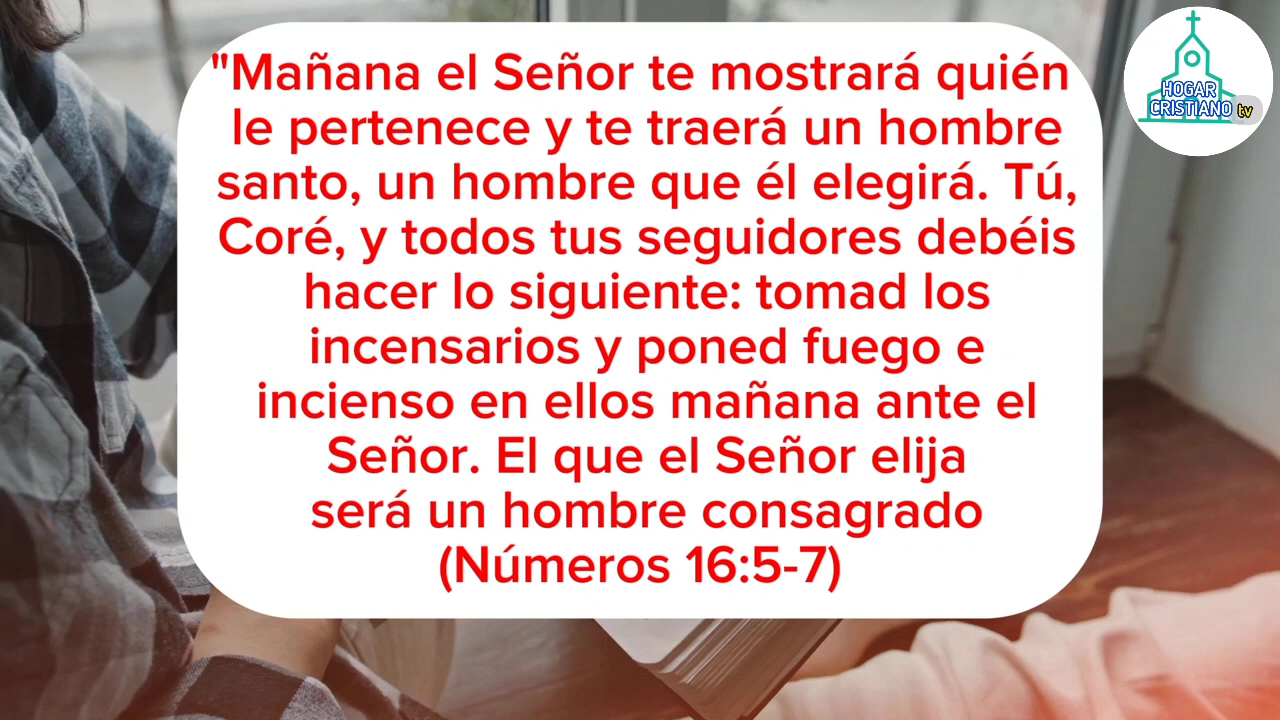 "Mañana el Señor te mostrará quién
le pertenece y te traerá un hombre
santo, un hombre que él elegirá. Tú,
Coré, y todos tus seguidores debéis
hacer lo siguiente: tomad los
incensarios y poned fuego e
incienso en ellos mañana ante el
Señor. El que el Señor elija
será un hombre consagrado
(Números 16:5-7)
HOGAR
CRISTIANO tv